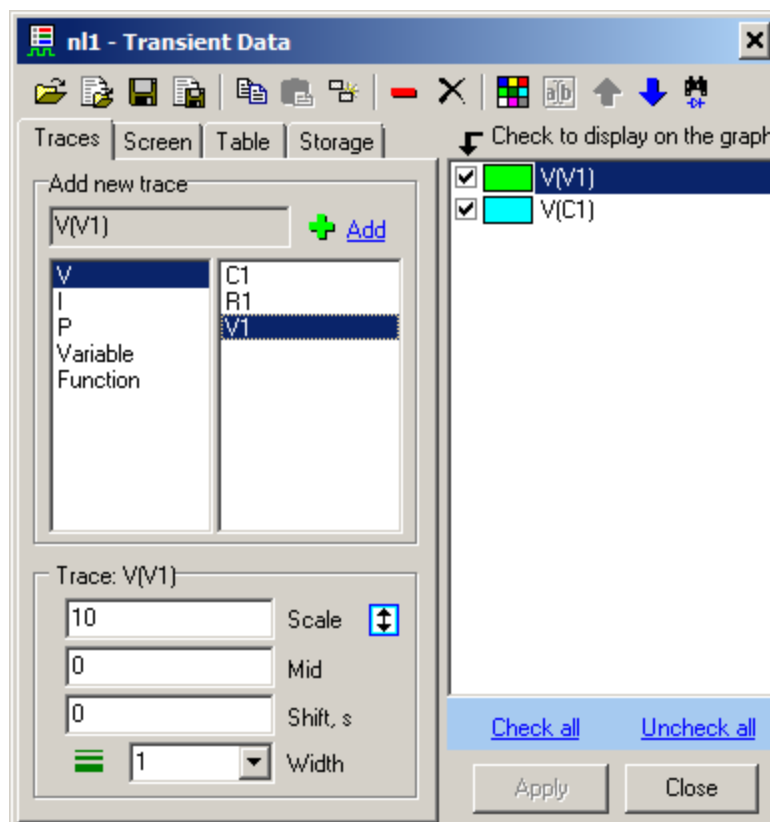 nl1 - Transient Data
a|b
Traces Screen Table Storage
Check to display on the graph
Add new trace
V(V1)
Add
V
I
P
Variable
Function
C1
R1
V1
V(V1)
V(C1)
Trace: V(V1)
10 Scale
0 Mid
0 Shift, s
1 Width
Check all Uncheck all
Apply Close